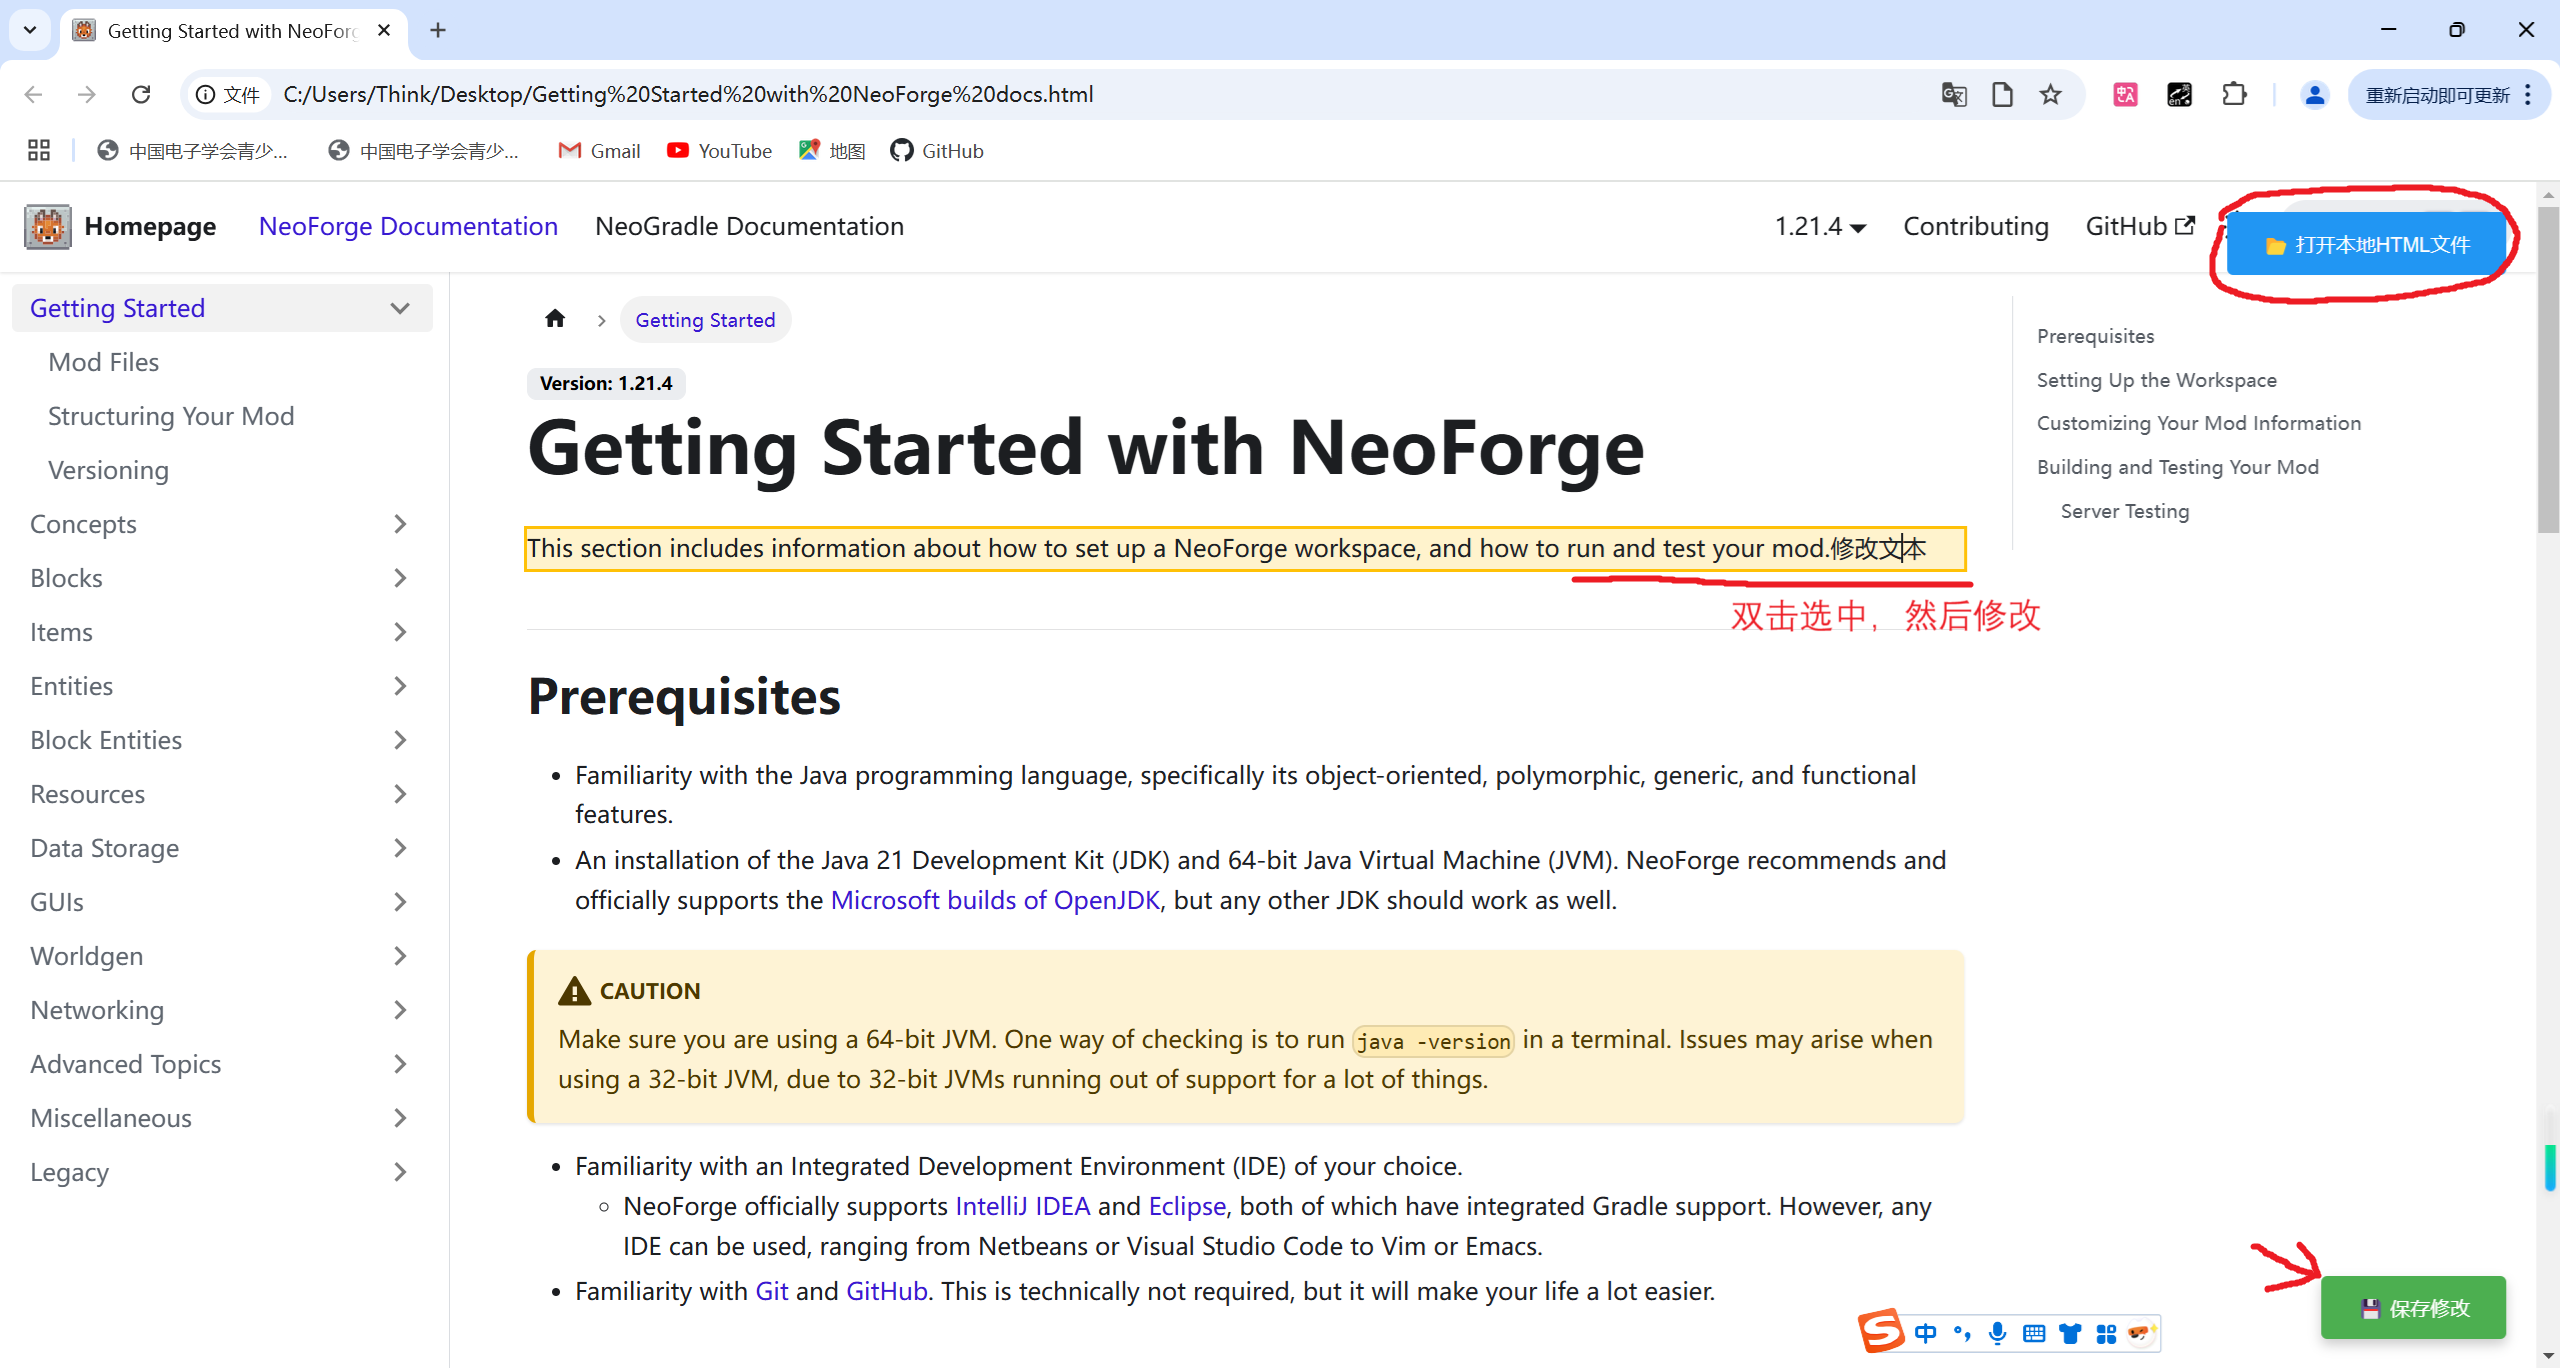 Getting Started with NeoForg
文件
C:/Users/Think/Desktop/Getting%20Started%20with%20NeoForge%20docs.html
重新启动即可更新
中国电子学会青少...
中国电子学会青少...
Gmail
YouTube
地图
GitHub
Homepage
NeoForge Documentation
NeoGradle Documentation
1.21.4
Contributing
GitHub
打开本地HTML文件
Getting Started
Mod Files
Structuring Your Mod
Versioning
Concepts
Blocks
Items
Entities
Block Entities
Resources
Data Storage
GUIs
Worldgen
Networking
Advanced Topics
Miscellaneous
Legacy
Getting Started
Version: 1.21.4
Getting Started with NeoForge
This section includes information about how to set up a NeoForge workspace, and how to run and test your mod.修改文本
双击选中，然后修改
Prerequisites
• Familiarity with the Java programming language, specifically its object-oriented, polymorphic, generic, and functional
features.
• An installation of the Java 21 Development Kit (JDK) and 64-bit Java Virtual Machine (JVM). NeoForge recommends and
officially supports the Microsoft builds of OpenJDK, but any other JDK should work as well.
CAUTION
Make sure you are using a 64-bit JVM. One way of checking is to run java -version in a terminal. Issues may arise when
using a 32-bit JVM, due to 32-bit JVMs running out of support for a lot of things.
• Familiarity with an Integrated Development Environment (IDE) of your choice.
◦ NeoForge officially supports IntelliJ IDEA and Eclipse, both of which have integrated Gradle support. However, any
IDE can be used, ranging from Netbeans or Visual Studio Code to Vim or Emacs.
• Familiarity with Git and GitHub. This is technically not required, but it will make your life a lot easier.
Prerequisites
Setting Up the Workspace
Customizing Your Mod Information
Building and Testing Your Mod
Server Testing
保存修改
中